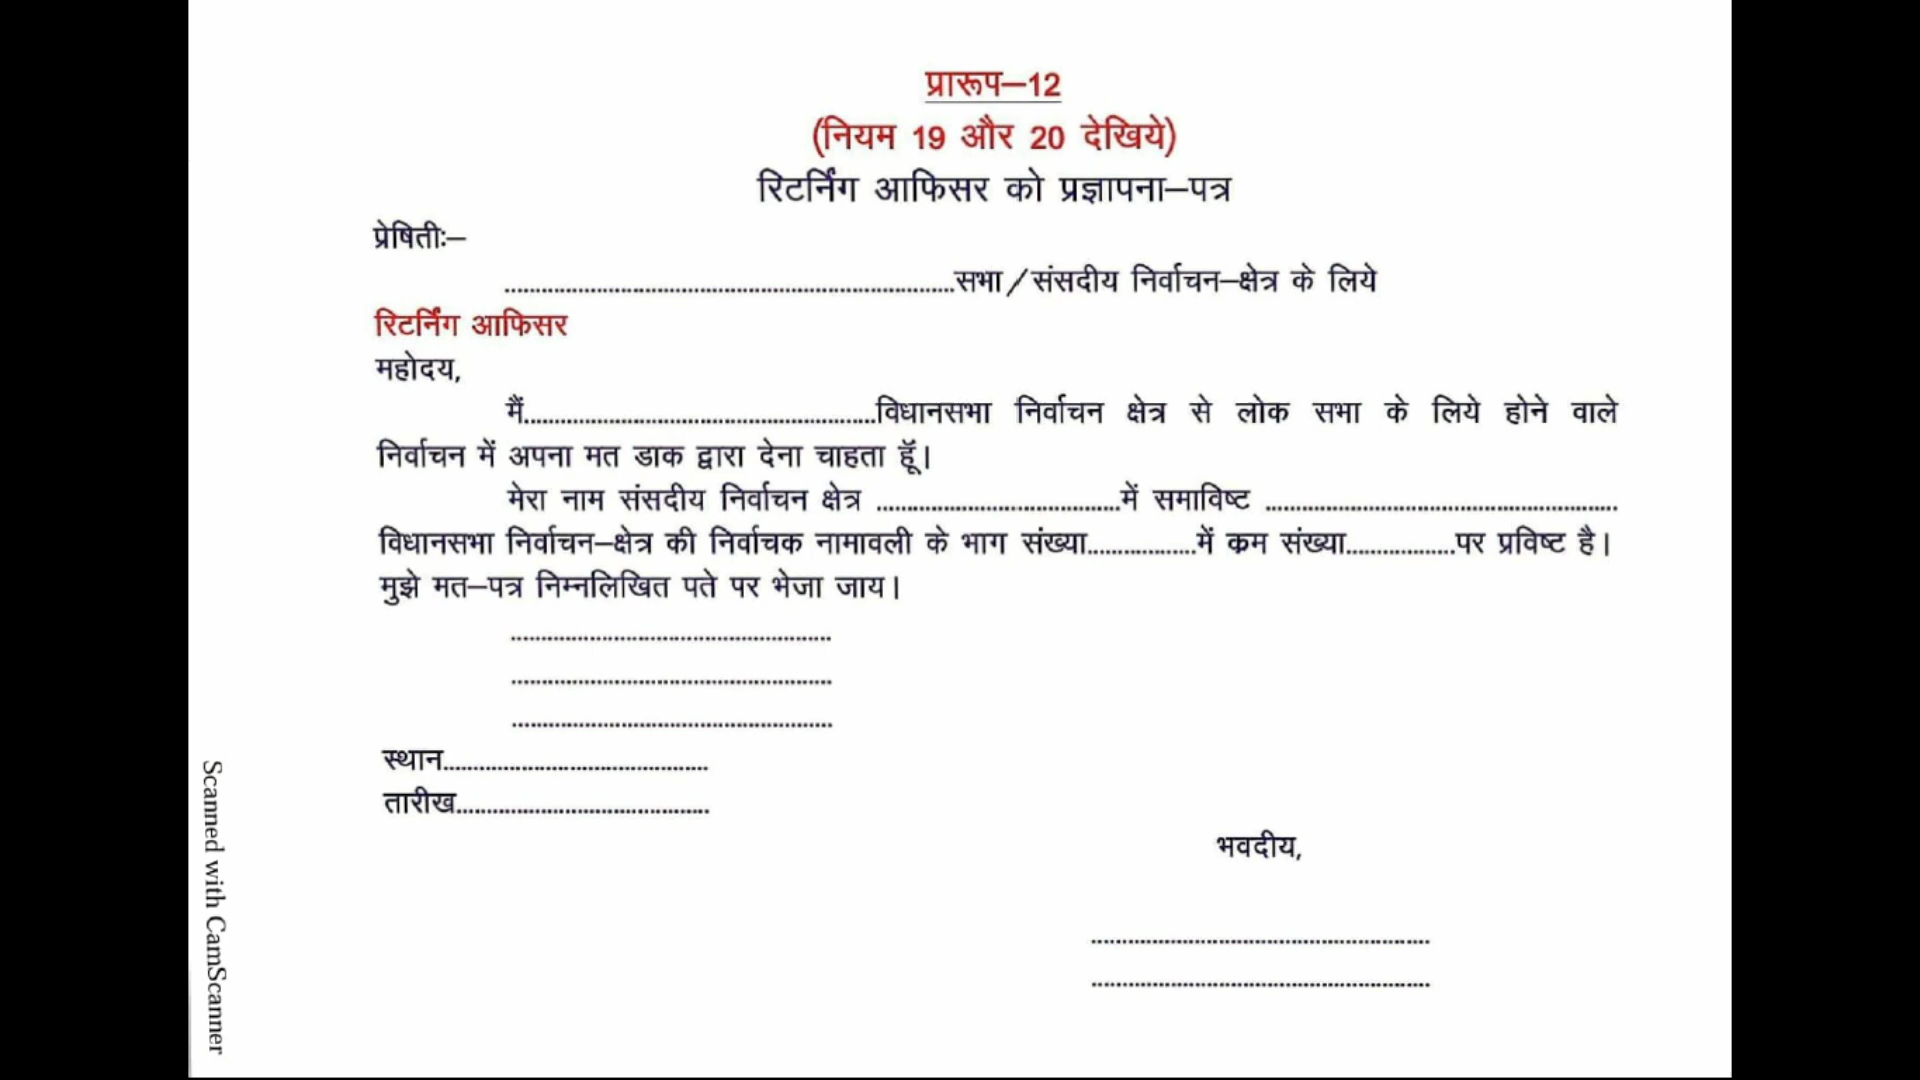 प्रारूप–12
(नियम 19 और 20 देखिये)
रिटर्निंग आफिसर को प्रज्ञापना–पत्र
प्रेषितीः–
..........................................................................सभा/संसदीय निर्वाचन–क्षेत्र के लिये
रिटर्निंग आफिसर
महोदय,
मैं..........................................................विधानसभा निर्वाचन क्षेत्र से लोक सभा के लिये होने वाले
निर्वाचन में अपना मत डाक द्वारा देना चाहता हूॅं।
मेरा नाम संसदीय निर्वाचन क्षेत्र ........................................में समाविष्ट ..........................................................
विधानसभा निर्वाचन–क्षेत्र की निर्वाचक नामावली के भाग संख्या..................में क्रम संख्या..................पर प्रविष्ट है।
मुझे मत–पत्र निम्नलिखित पते पर भेजा जाय।
.....................................................
.....................................................
.....................................................
स्थान............................................
तारीख..........................................
भवदीय,
........................................................
........................................................
Scanned with CamScanner